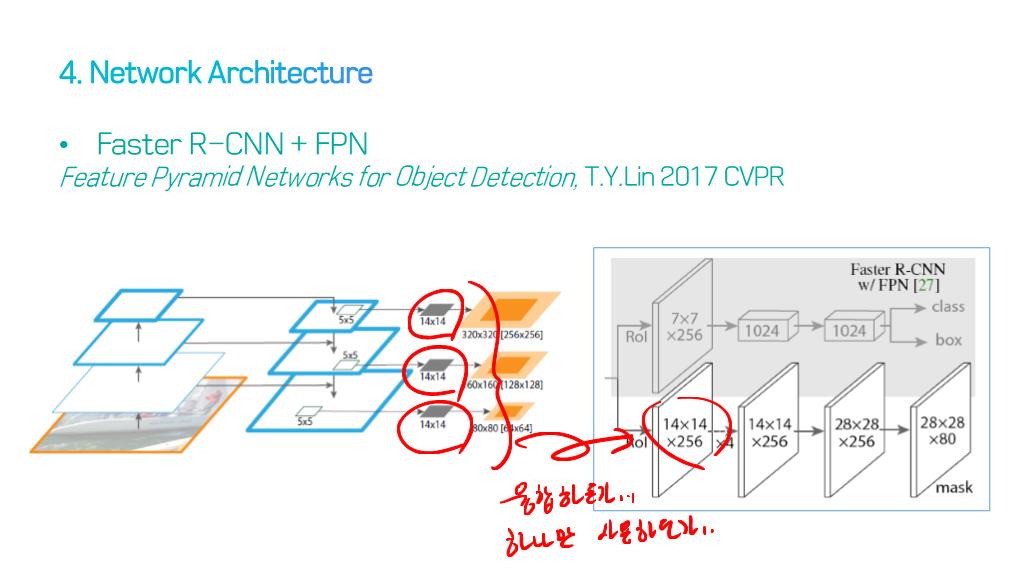 4. Network Architecture
• Faster R-CNN + FPN
Feature Pyramid Networks for Object Detection, T.Y.Lin 2017 CVPR
5x5
14x14
320x320 [256x256]
5x5
14x14
160x160 [128x128]
5x5
14x14
80x80 [64x64]
Faster R-CNN
w/ FPN [27]
RoI
7×7
×256
1024
1024
class
box
RoI
14×14
×256
×4
14×14
×256
28×28
×256
28×28
×80
mask
융합하든가...
하나만 사용하던가..